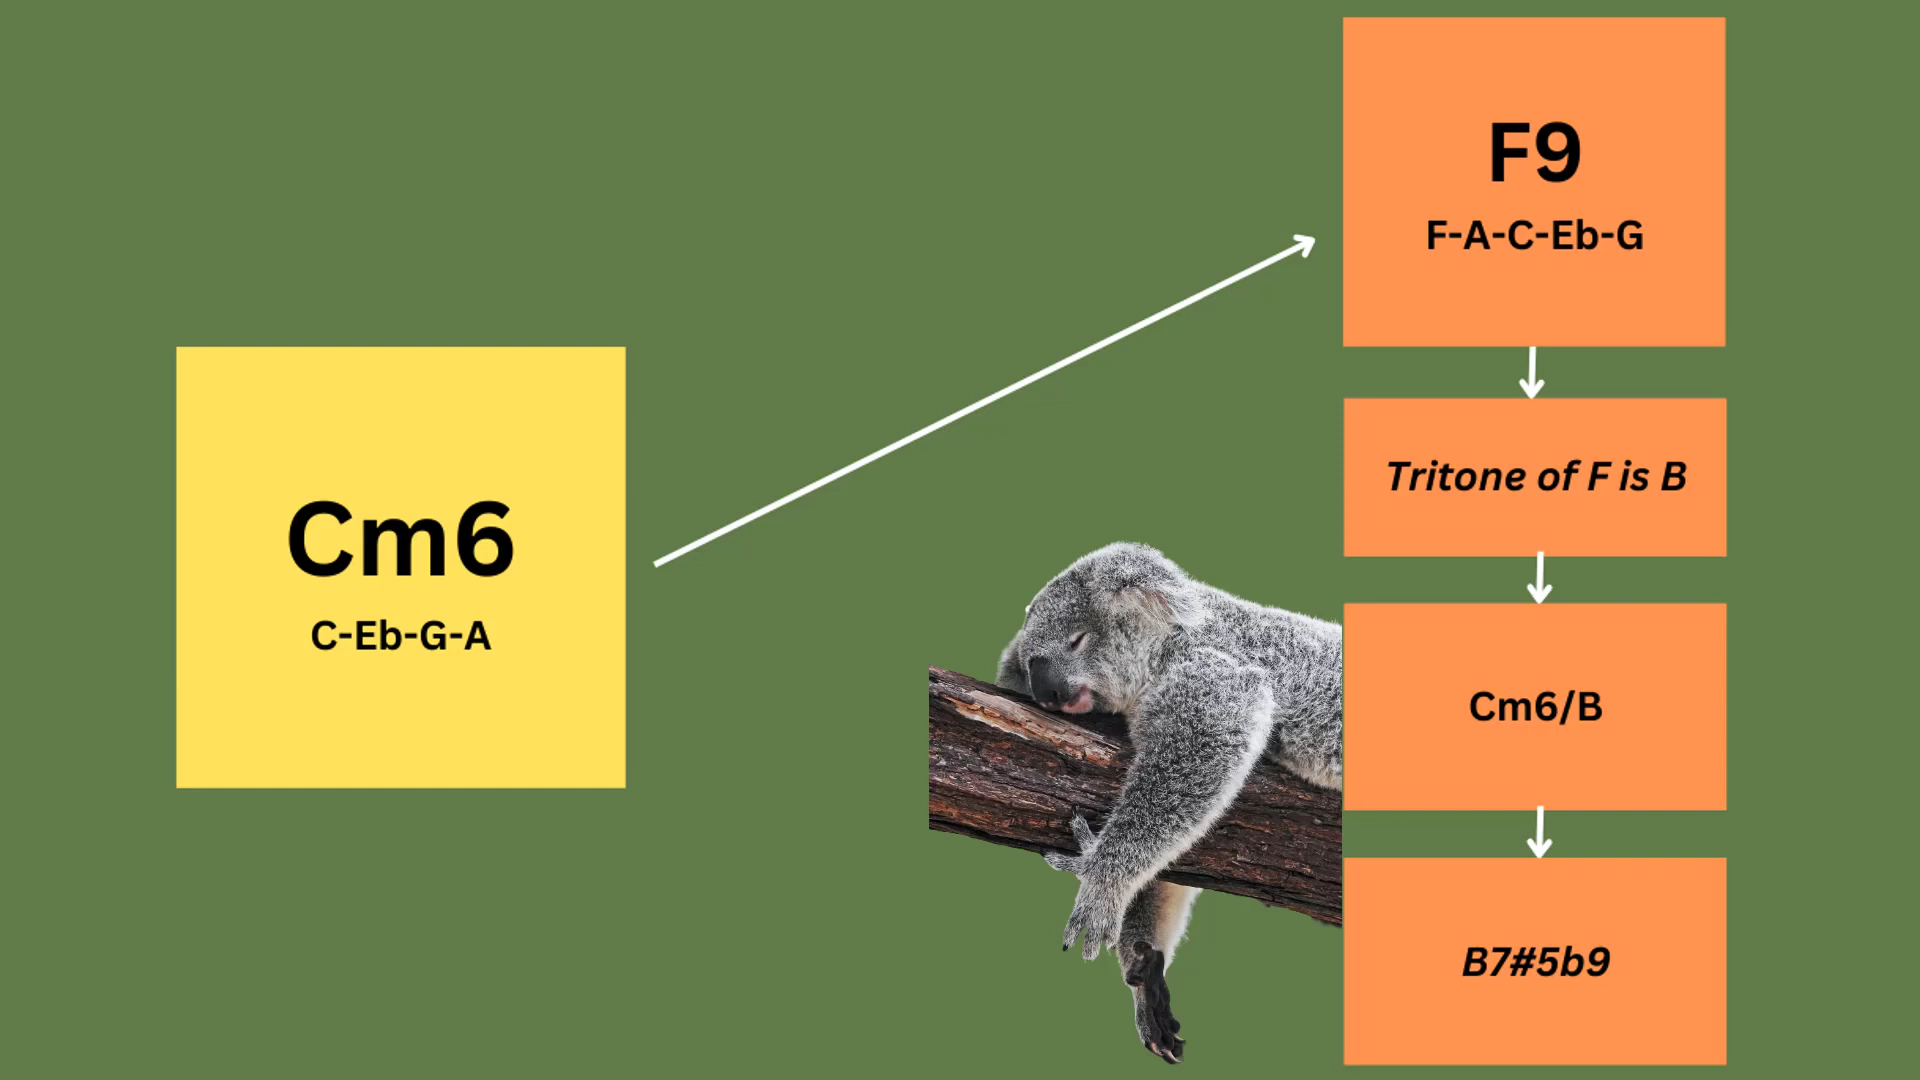 Cm6
C-Eb-G-A
F9
F-A-C-Eb-G
Tritone of F is B
Cm6/B
B7#5b9